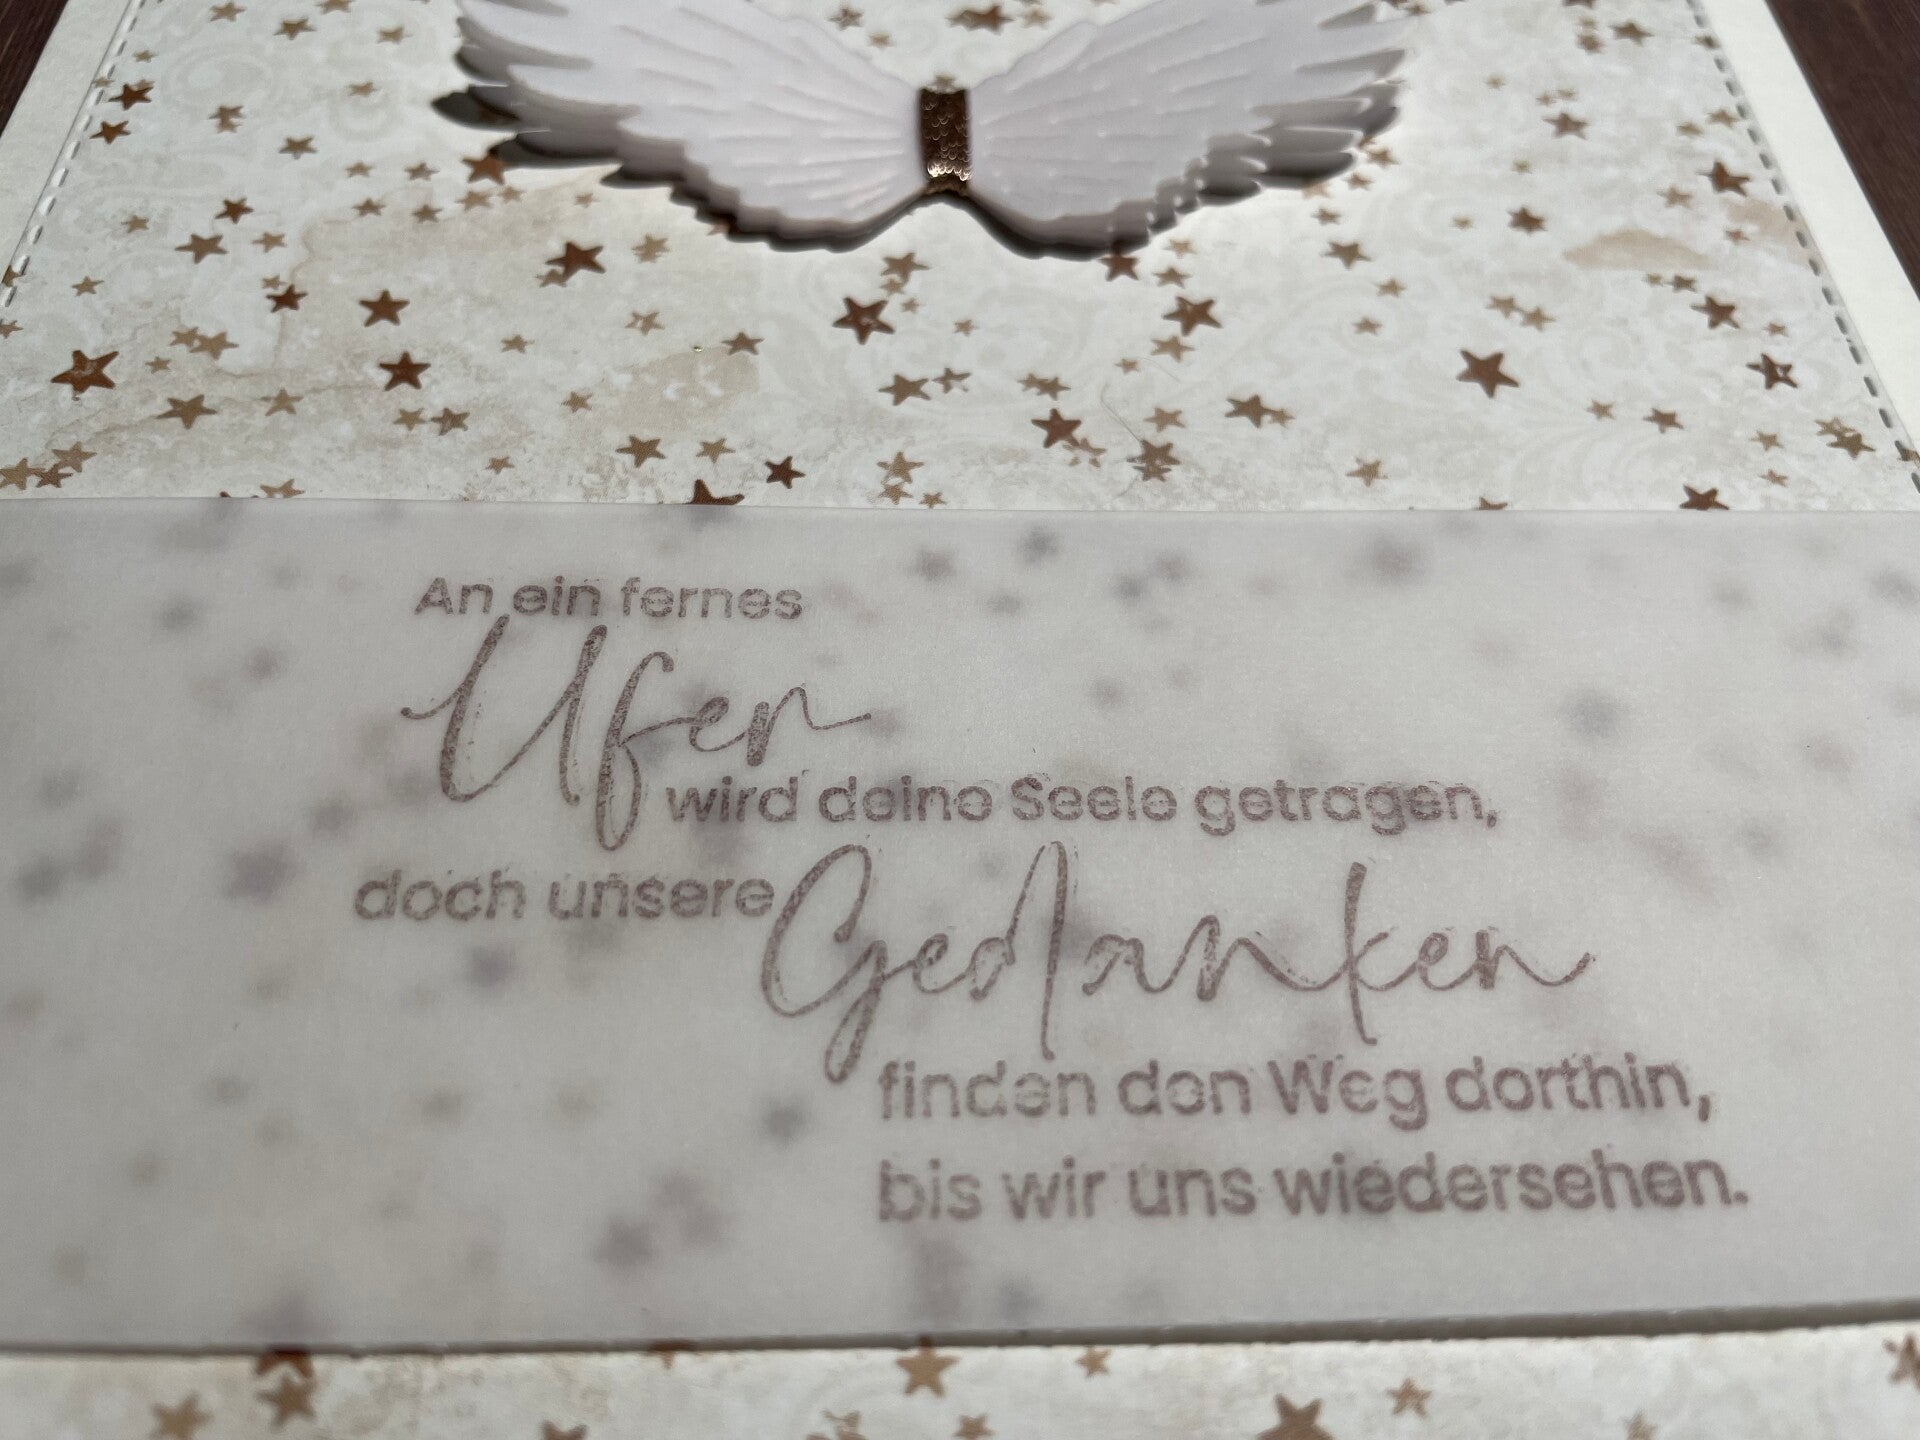 An ein fernes
Ufer
wird deine Seele getragen,
doch unsere Gedanken
finden den Weg dorthin,
bis wir uns wiedersehen.